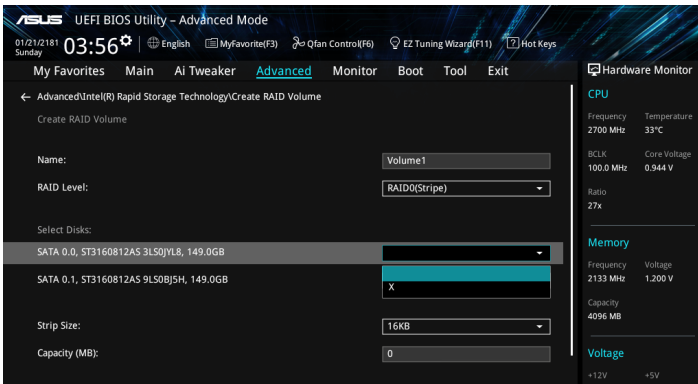 ASUS UEFI BIOS Utility – Advanced Mode
01/21/2181 Sunday 03:56 English MyFavorite(F3) Qfan Control(F6) EZ Tuning Wizard(F11) ? Hot Keys
My Favorites Main Ai Tweaker Advanced Monitor Boot Tool Exit
Hardware Monitor
← Advanced\Intel(R) Rapid Storage Technology\Create RAID Volume
Create RAID Volume
Name: Volume1
RAID Level: RAID0(Stripe)
Select Disks:
SATA 0.0, ST3160812AS 3LS0JYL8, 149.0GB
X
SATA 0.1, ST3160812AS 9LS0BJ5H, 149.0GB
Strip Size: 16KB
Capacity (MB): 0
CPU
Frequency Temperature
2700 MHz 33°C
BCLK Core Voltage
100.0 MHz 0.944 V
Ratio
27x
Memory
Frequency Voltage
2133 MHz 1.200 V
Capacity
4096 MB
Voltage
+12V +5V